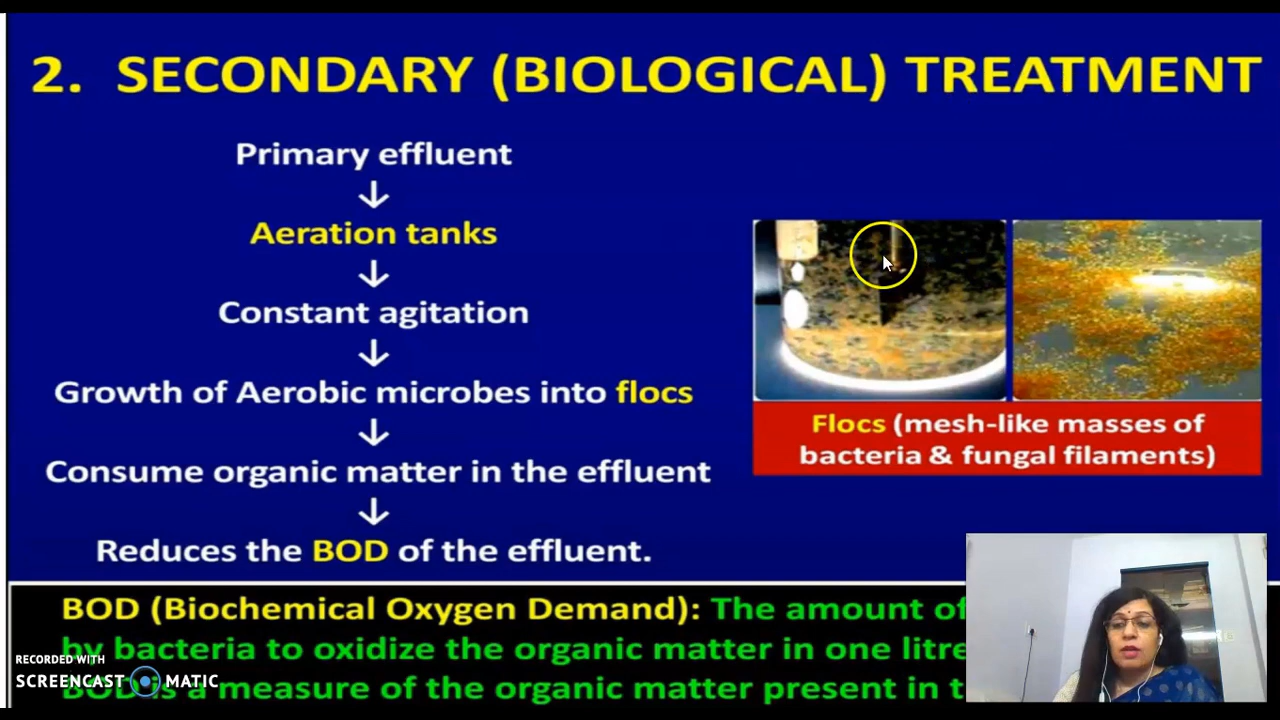 2. SECONDARY (BIOLOGICAL) TREATMENT
Primary effluent
↓
Aeration tanks
↓
Constant agitation
↓
Growth of Aerobic microbes into flocs
↓
Consume organic matter in the effluent
↓
Reduces the BOD of the effluent.
Flocs (mesh-like masses of
bacteria & fungal filaments)
BOD (Biochemical Oxygen Demand): The amount of
by bacteria to oxidize the organic matter in one litre
BOD is a measure of the organic matter present in
RECORDED WITH
SCREENCAST MATIC